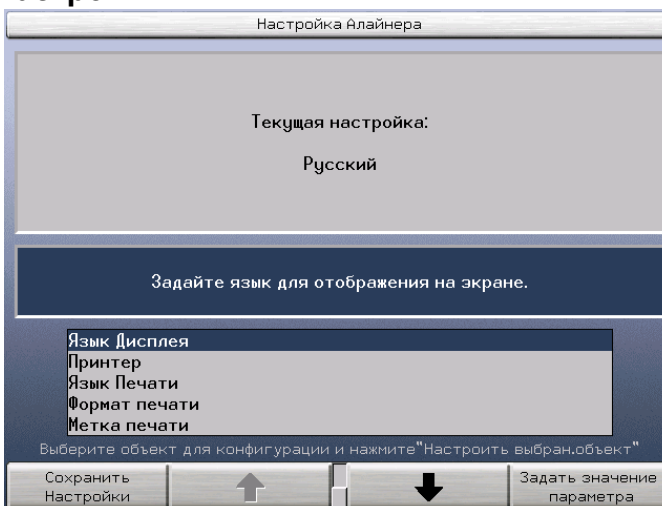 Настройка Алайнера
Текущая настройка:
Русский
Задайте язык для отображения на экране.
Язык Дисплея
Принтер
Язык Печати
Формат печати
Метка печати
Выберите объект для конфигурации и нажмите"Настроить выбран.объект"
Сохранить
Настройки
Задать значение
параметра